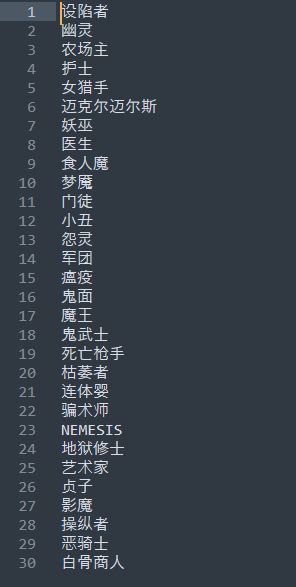 1 设陷者
2 幽灵
3 农场主
4 护士
5 女猎手
6 迈克尔迈尔斯
7 妖巫
8 医生
9 食人魔
10 梦魇
11 门徒
12 小丑
13 怨灵
14 军团
15 瘟疫
16 鬼面
17 魔王
18 鬼武士
19 死亡枪手
20 枯萎者
21 连体婴
22 骗术师
23 NEMESIS
24 地狱修士
25 艺术家
26 贞子
27 影魔
28 操纵者
29 恶骑士
30 白骨商人